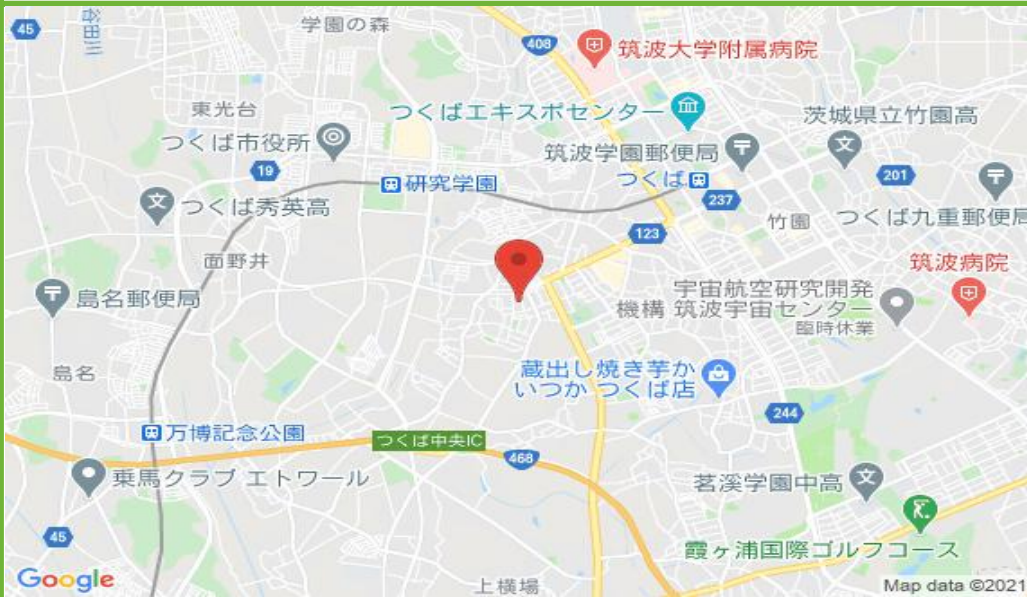 45
谷田川
学園の森
408
筑波大学附属病院
東光台
つくばエキスポセンター
茨城県立竹園高
つくば市役所
筑波学園郵便局
19
研究学園
つくば
201
つくば秀英高
237
竹園
つくば九重郵便局
123
面野井
筑波病院
島名郵便局
宇宙航空研究開発
機構 筑波宇宙センター
臨時休業
島名
蔵出し焼き芋か
いつか つくば店
244
万博記念公園
つくば中央IC
468
乗馬クラブ エトワール
茗溪学園中高
45
霞ヶ浦国際ゴルフコース
Google
上横場
Map data ©2021